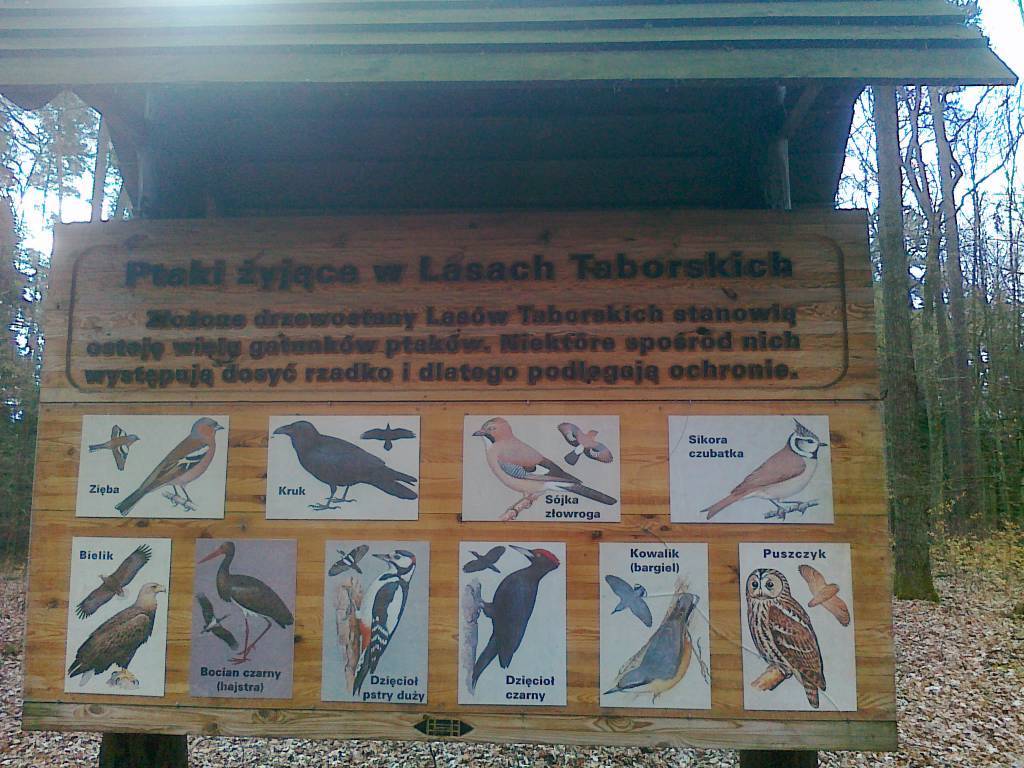 Ptaki żyjące w Lasach Taborskich
Złożone drzewostany Lasów Taborskich stanowią
ostoję wielu gatunków ptaków. Niektóre spośród nich
występują dosyć rzadko i dlatego podlegają ochronie.
Zięba
Kruk
Sójka
złowroga
Sikora
czubatka
Bielik
Bocian czarny
(hajstra)
Dzięcioł
pstry duży
Dzięcioł
czarny
Kowalik
(bargiel)
Puszczyk